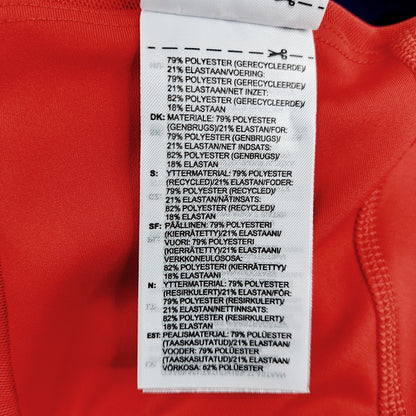 79% POLYESTER (GERECYCLEERDE)/
21% ELASTAAN/VOERING:
79% POLYESTER (GERECYCLEERDE)/
21% ELASTAAN/NET INZET:
82% POLYESTER (GERECYCLEERDE)/
18% ELASTAAN
DK: MATERIALE: 79% POLYESTER
(GENBRUGS)/21% ELASTAN/FOR:
79% POLYESTER (GENBRUGS)/
21% ELASTAN/NET INDSATS:
82% POLYESTER (GENBRUGS)/
18% ELASTAN
S: YTTERMATERIAL: 79% POLYESTER
(RECYCLED)/21% ELASTAN/FODER:
79% POLYESTER (RECYCLED)/
21% ELASTAN/NÄTINSATS:
82% POLYESTER (RECYCLED)/
18% ELASTAN
SF: PÄÄLLINEN: 79% POLYESTERI
(KIERRÄTETTY)/21% ELASTAANI/
VUORI: 79% POLYESTERI
(KIERRÄTETTY)/21% ELASTAANI/
VERKKONEULOSOSA:
82% POLYESTERI (KIERRÄTETTY)/
18% ELASTAANI
N: YTTERMATERIAL: 79% POLYESTER
(RESIRKULERT)/21% ELASTAN/FÔR:
79% POLYESTER (RESIRKULERT)/
21% ELASTAN/NETTINNSATS:
82% POLYESTER (RESIRKULERT)/
18% ELASTAN
EST: PEALISMATERJAL: 79% POLÜESTER
(TAASKASUTATUD)/21% ELASTAAN/
VOODER: 79% POLÜESTER
(TAASKASUTATUD)/21% ELASTAAN/
VÕRKOSA: 82% POLÜESTER